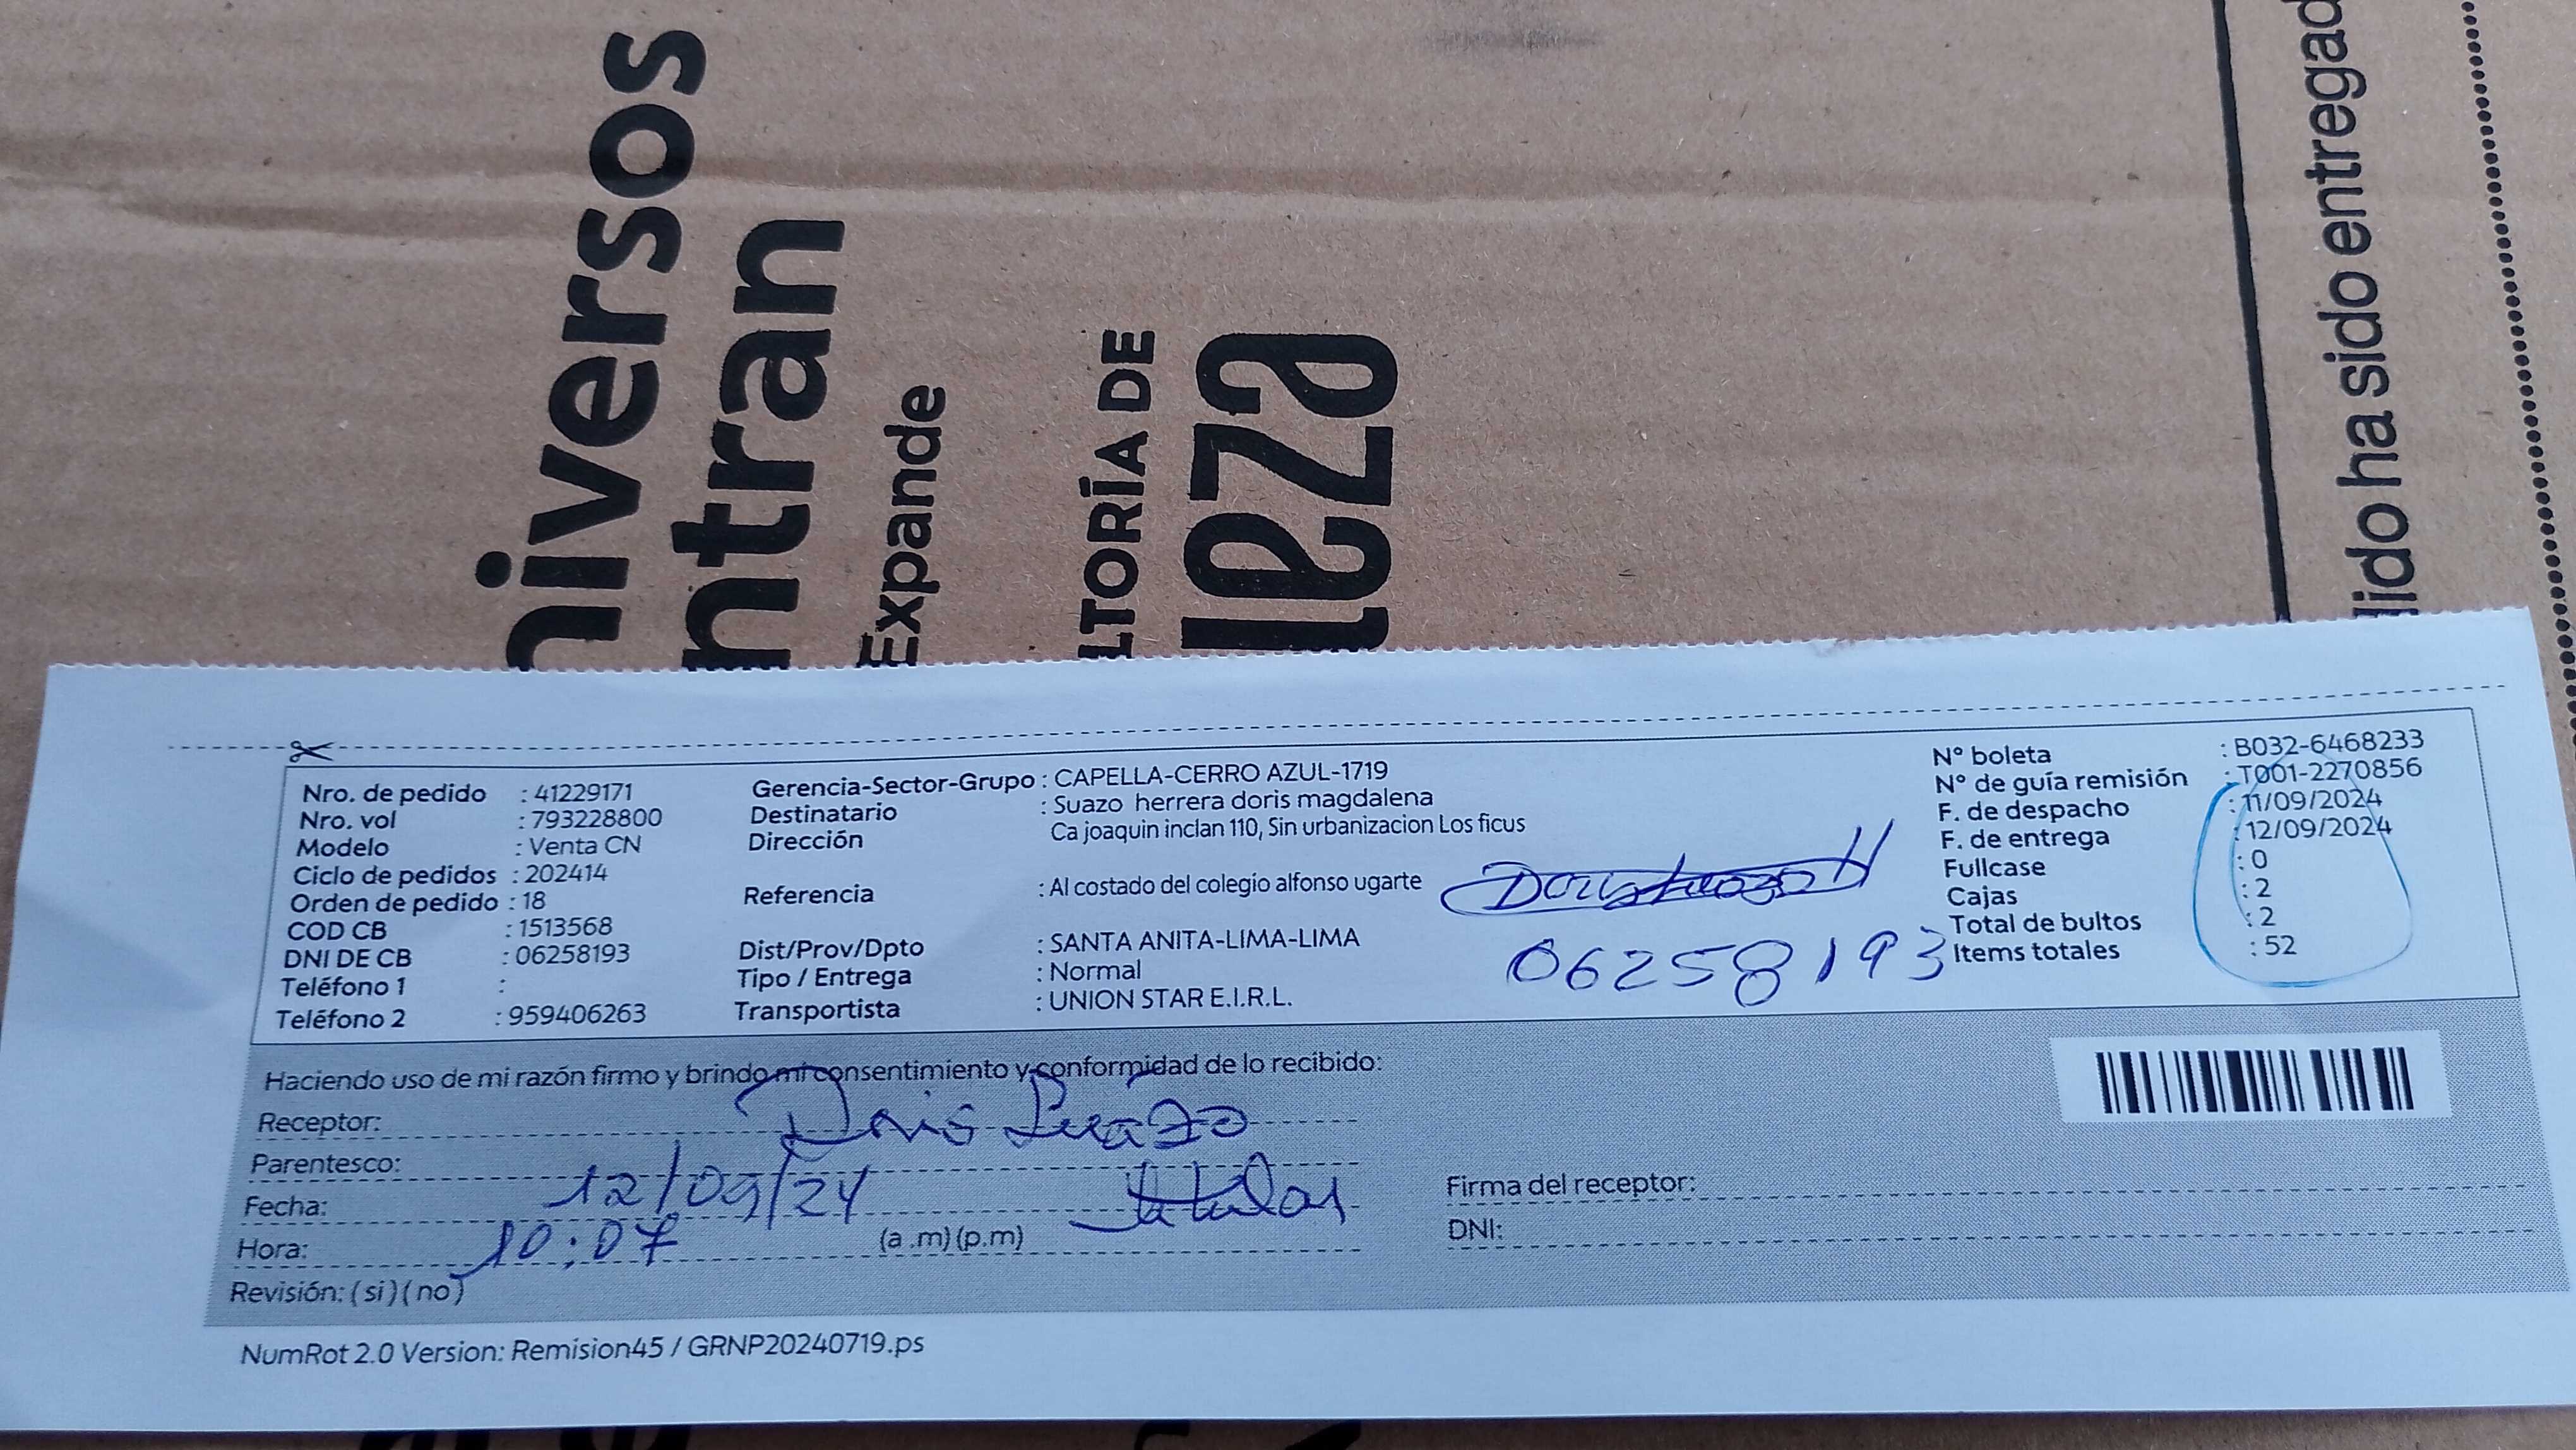 niversos
ntran
Expande
LTORÍA DE
leza
dido ha sido entregad
Nro. de pedido : 41229171
Nro. vol : 793228800
Modelo : Venta CN
Ciclo de pedidos : 202414
Orden de pedido : 18
COD CB : 1513568
DNI DE CB : 06258193
Teléfono 1 :
Teléfono 2 : 959406263
Gerencia-Sector-Grupo : CAPELLA-CERRO AZUL-1719
Destinatario : Suazo herrera doris magdalena
Dirección Ca joaquin inclan 110, Sin urbanizacion Los ficus
Referencia : Al costado del colegio alfonso ugarte
Dist/Prov/Dpto : SANTA ANITA-LIMA-LIMA
Tipo / Entrega : Normal
Transportista : UNION STAR E.I.R.L.
Doris Suazo H
06258193
N° boleta : B032-6468233
N° de guía remisión : T001-2270856
F. de despacho : 11/09/2024
F. de entrega : 12/09/2024
Fullcase : 0
Cajas : 2
Total de bultos : 2
Items totales : 52
Haciendo uso de mi razón firmo y brindo mi consentimiento y conformidad de lo recibido:
Receptor: Doris Suazo
Parentesco: titular
Fecha: 12/09/24
Hora: 10:07 (a .m) (p.m)
Revisión: ( si ) ( no )
Firma del receptor:
DNI:
NumRot 2.0 Version: Remision45 / GRNP20240719.ps